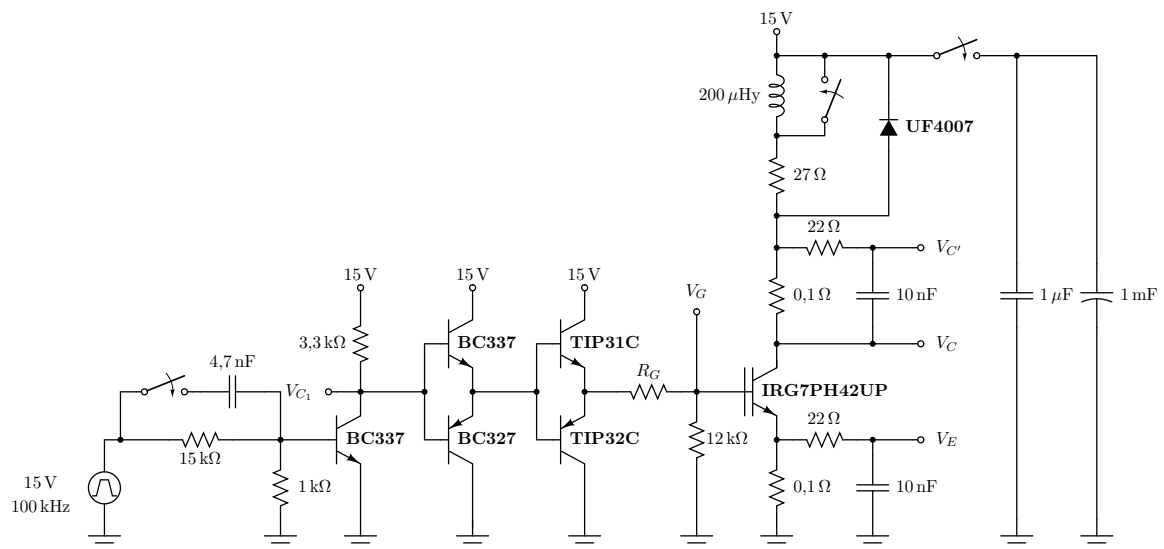 15 V
200 μHy
UF4007
27 Ω
22 Ω
V_C'
15 V
15 V
15 V
V_G
0,1 Ω
10 nF
1 μF
1 mF
3,3 kΩ
BC337
TIP31C
V_C
4,7 nF
V_C₁
R_G
IRG7PH42UP
22 Ω
15 kΩ
BC337
BC327
TIP32C
12 kΩ
V_E
15 V
100 kHz
1 kΩ
0,1 Ω
10 nF